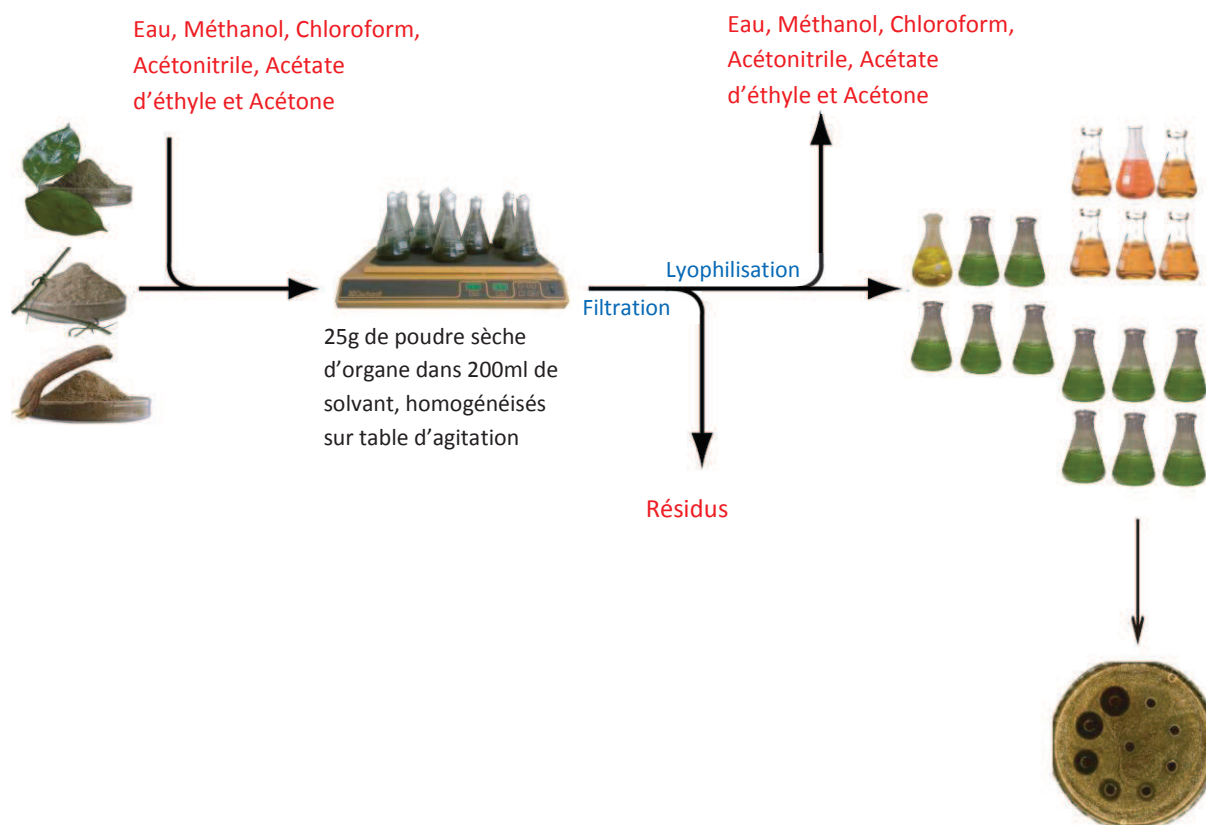 Eau, Méthanol, Chloroform,
Acétonitrile, Acétate
d’éthyle et Acétone
Eau, Méthanol, Chloroform,
Acétonitrile, Acétate
d’éthyle et Acétone
Lyophilisation
Filtration
25g de poudre sèche
d’organe dans 200ml de
solvant, homogénéisés
sur table d’agitation
Résidus